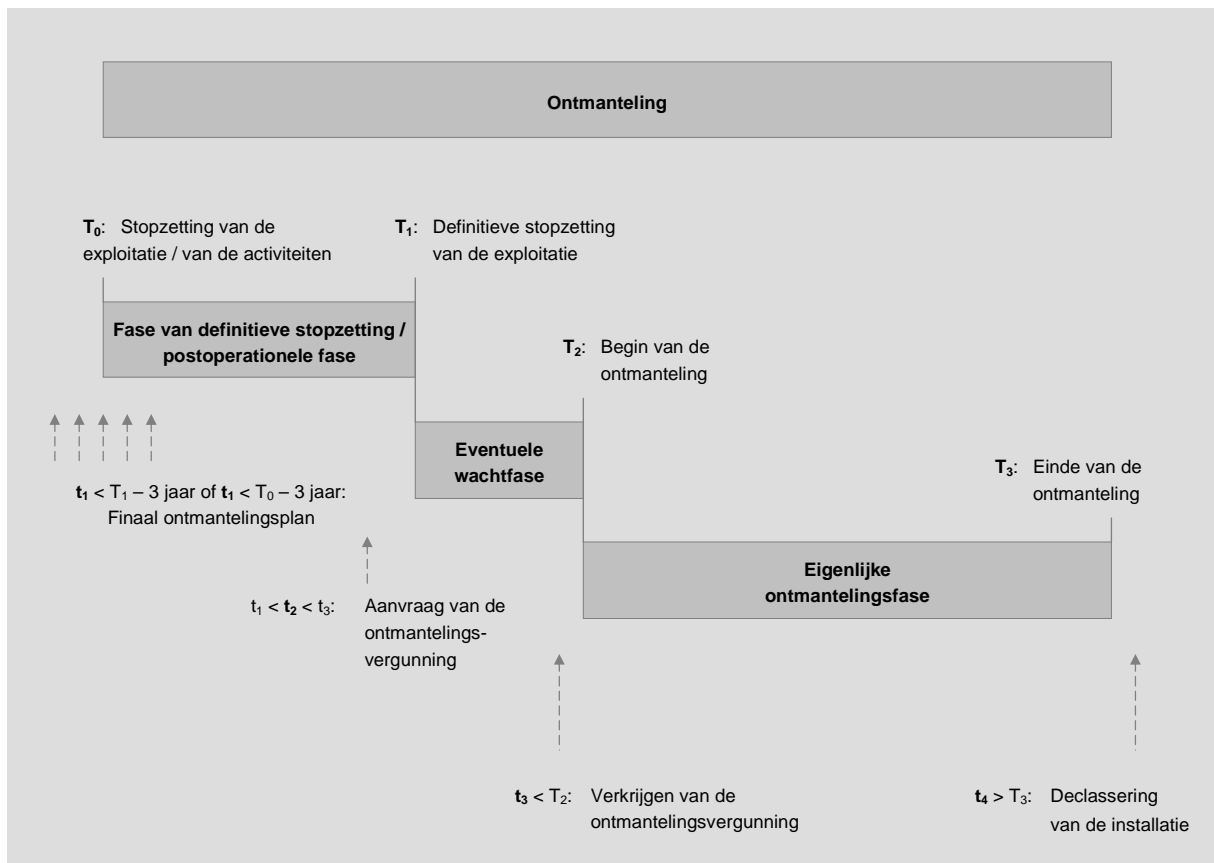 Ontmanteling
T₀: Stopzetting van de
exploitatie / van de activiteiten
T₁: Definitieve stopzetting
van de exploitatie
Fase van definitieve stopzetting /
postoperationele fase
T₂: Begin van de
ontmanteling
Eventuele
wachtfase
T₃: Einde van de
ontmanteling
t₁ < T₁ – 3 jaar of t₁ < T₀ – 3 jaar:
Finaal ontmantelingsplan
Eigenlijke
ontmantelingsfase
t₁ < t₂ < t₃: Aanvraag van de
ontmantelings-
vergunning
t₃ < T₂: Verkrijgen van de
ontmantelingsvergunning
t₄ > T₃: Declassering
van de installatie